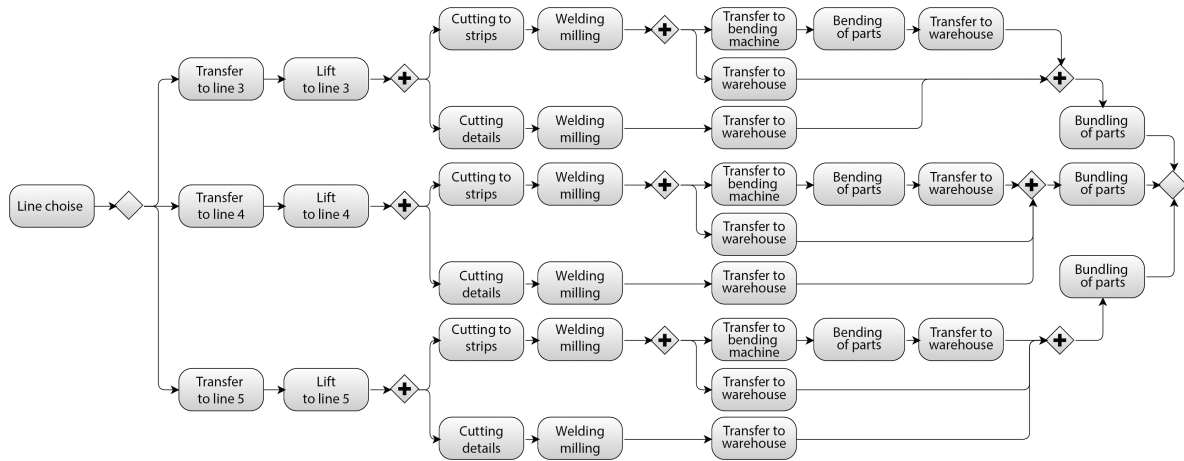 Line choise
Transfer
to line 3
Lift
to line 3
Cutting to
strips
Welding
milling
Transfer to
bending
machine
Bending
of parts
Transfer to
warehouse
Transfer to
warehouse
Cutting
details
Welding
milling
Transfer to
warehouse
Bundling
of parts
Transfer
to line 4
Lift
to line 4
Cutting to
strips
Welding
milling
Transfer to
bending
machine
Bending
of parts
Transfer to
warehouse
Bundling
of parts
Transfer to
warehouse
Cutting
details
Welding
milling
Transfer to
warehouse
Bundling
of parts
Transfer
to line 5
Lift
to line 5
Cutting to
strips
Welding
milling
Transfer to
bending
machine
Bending
of parts
Transfer to
warehouse
Transfer to
warehouse
Cutting
details
Welding
milling
Transfer to
warehouse